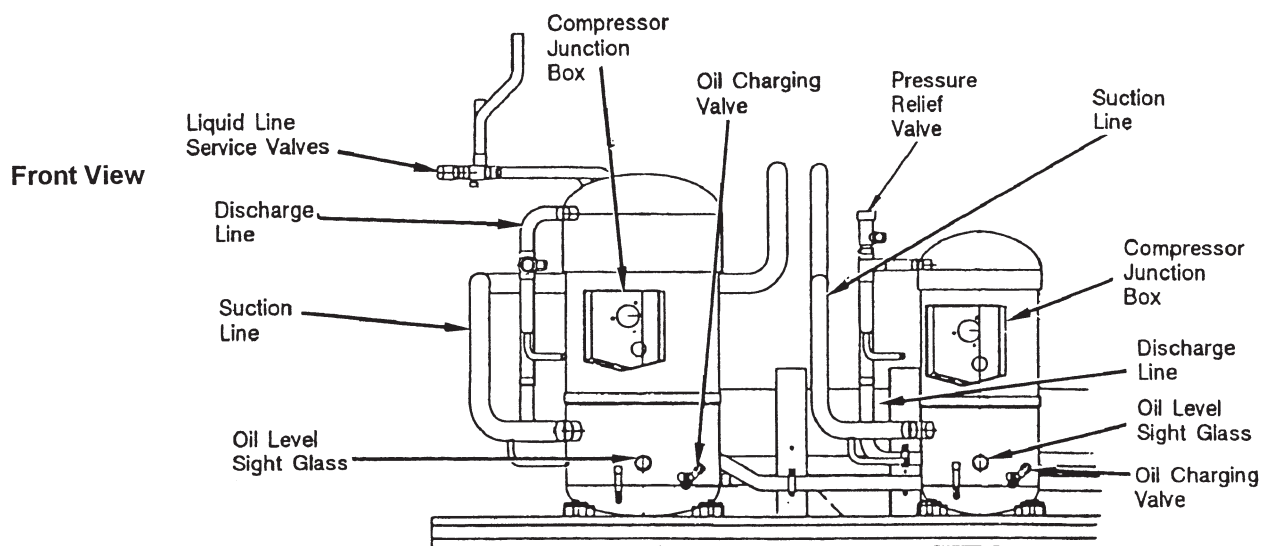 Front View
Compressor
Junction
Box
Oil Charging
Valve
Pressure
Relief
Valve
Suction
Line
Liquid Line
Service Valves
Discharge
Line
Suction
Line
Oil Level
Sight Glass
Compressor
Junction
Box
Discharge
Line
Oil Level
Sight Glass
Oil Charging
Valve